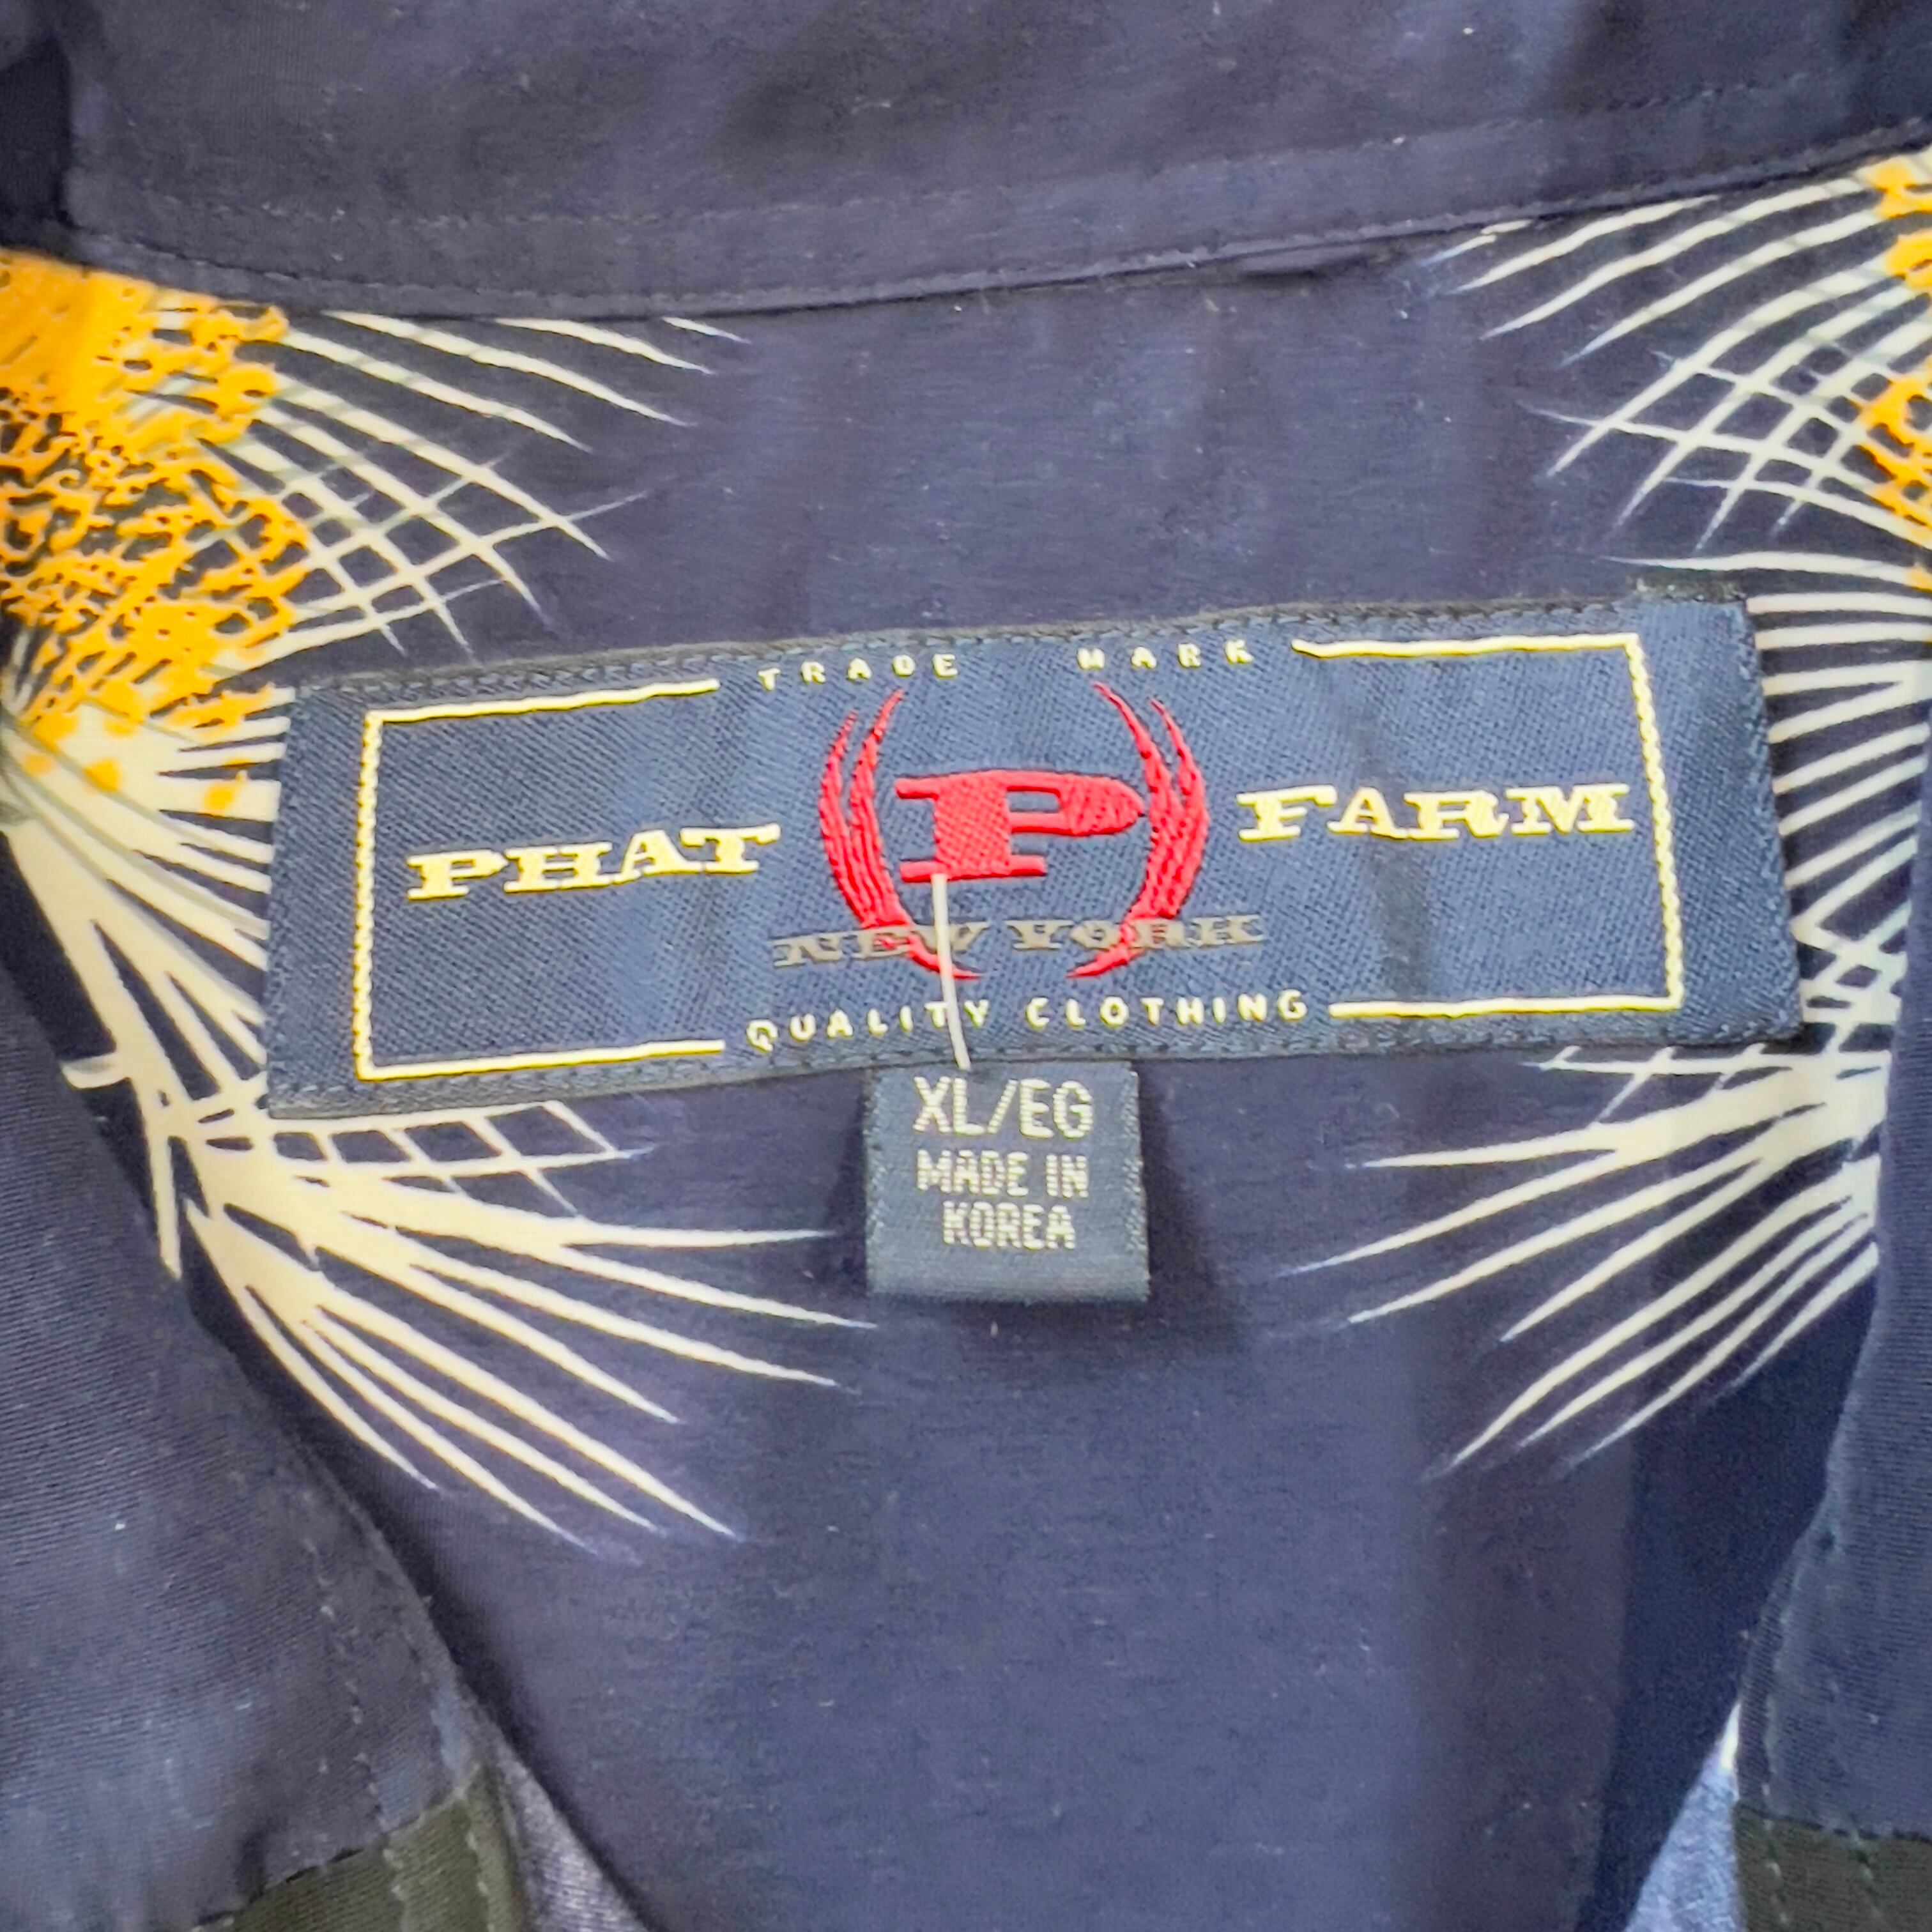 TRADE MARK
PHAT P FARM
NEW YORK
QUALITY CLOTHING
XL/EG
MADE IN
KOREA